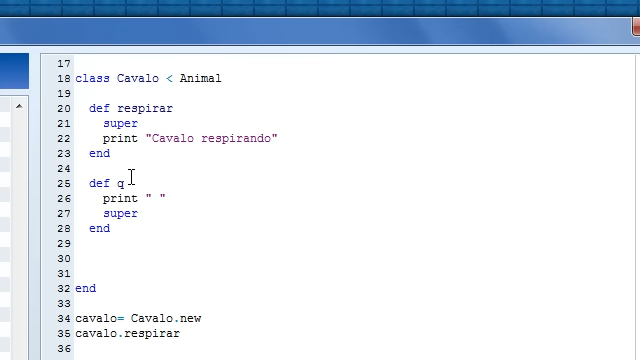 17
18 class Cavalo < Animal
19
20 def respirar
21 super
22 print "Cavalo respirando"
23 end
24
25 def q
26 print " "
27 super
28 end
29
30
31
32 end
33
34 cavalo= Cavalo.new
35 cavalo.respirar
36